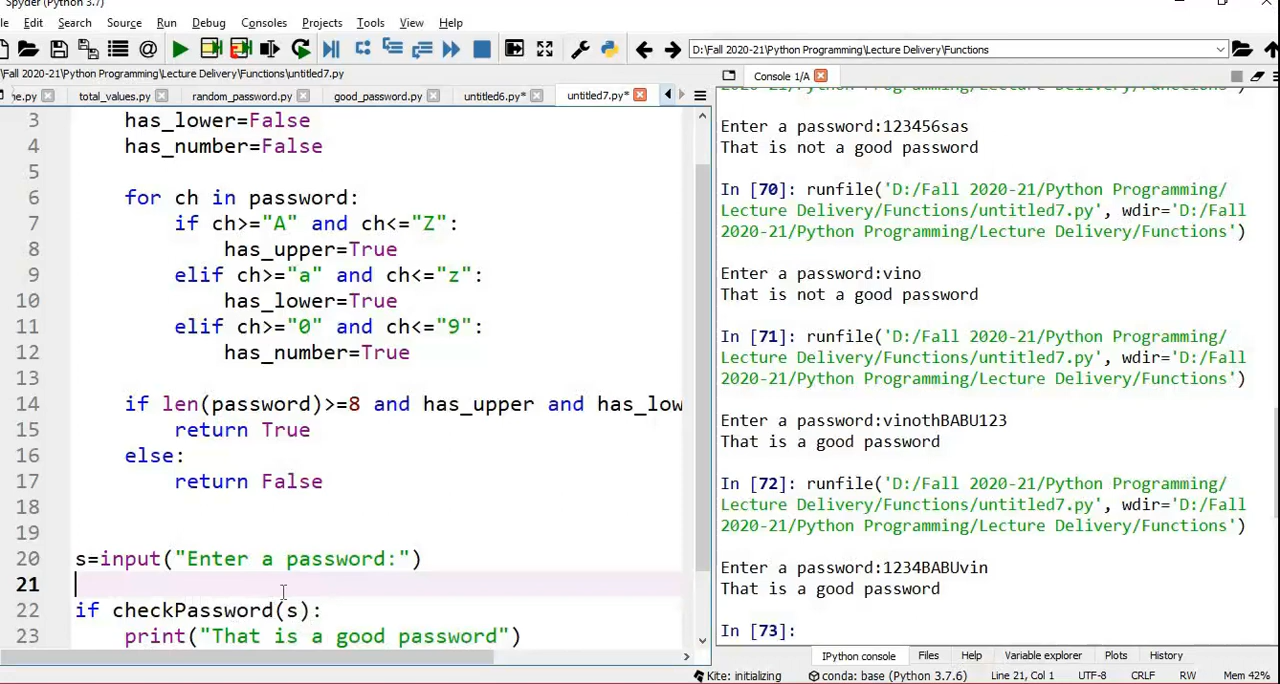 Spyder (Python 3.7)
le Edit Search Source Run Debug Consoles Projects Tools View Help
D:\Fall 2020-21\Python Programming\Lecture Delivery\Functions
Fall 2020-21\Python Programming\Lecture Delivery\Functions\untitled7.py
ne.py total_values.py random_password.py good_password.py untitled6.py* untitled7.py*
3 has_lower=False
4 has_number=False
5
6 for ch in password:
7 if ch>="A" and ch<="Z":
8 has_upper=True
9 elif ch>="a" and ch<="z":
10 has_lower=True
11 elif ch>="0" and ch<="9":
12 has_number=True
13
14 if len(password)>=8 and has_upper and has_low
15 return True
16 else:
17 return False
18
19
20 s=input("Enter a password:")
21
22 if checkPassword(s):
23 print("That is a good password")
Console 1/A
Enter a password:123456sas
That is not a good password
In [70]: runfile('D:/Fall 2020-21/Python Programming/
Lecture Delivery/Functions/untitled7.py', wdir='D:/Fall
2020-21/Python Programming/Lecture Delivery/Functions')
Enter a password:vino
That is not a good password
In [71]: runfile('D:/Fall 2020-21/Python Programming/
Lecture Delivery/Functions/untitled7.py', wdir='D:/Fall
2020-21/Python Programming/Lecture Delivery/Functions')
Enter a password:vinothBABU123
That is a good password
In [72]: runfile('D:/Fall 2020-21/Python Programming/
Lecture Delivery/Functions/untitled7.py', wdir='D:/Fall
2020-21/Python Programming/Lecture Delivery/Functions')
Enter a password:1234BABUvin
That is a good password
In [73]:
IPython console Files Help Variable explorer Plots History
Kite: initializing conda: base (Python 3.7.6) Line 21, Col 1 UTF-8 CRLF RW Mem 42%